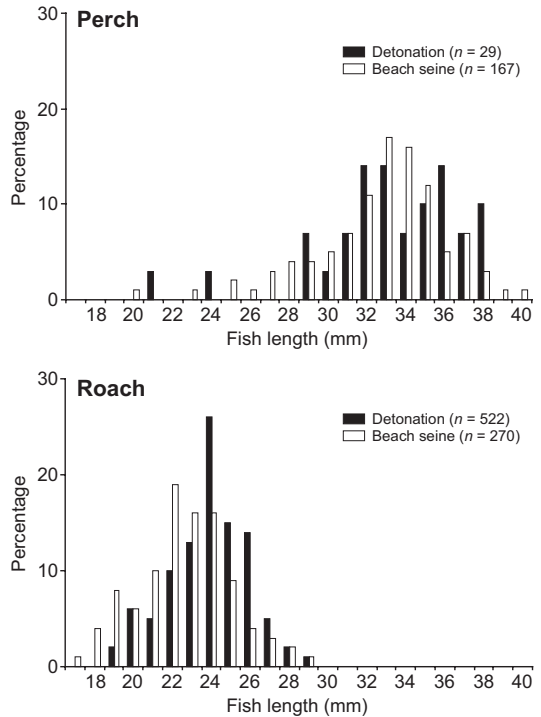 Perch
Detonation (n = 29)
Beach seine (n = 167)
Percentage
30
20
10
0
18 20 22 24 26 28 30 32 34 36 38 40
Fish length (mm)
Roach
Detonation (n = 522)
Beach seine (n = 270)
Percentage
30
20
10
0
18 20 22 24 26 28 30 32 34 36 38 40
Fish length (mm)